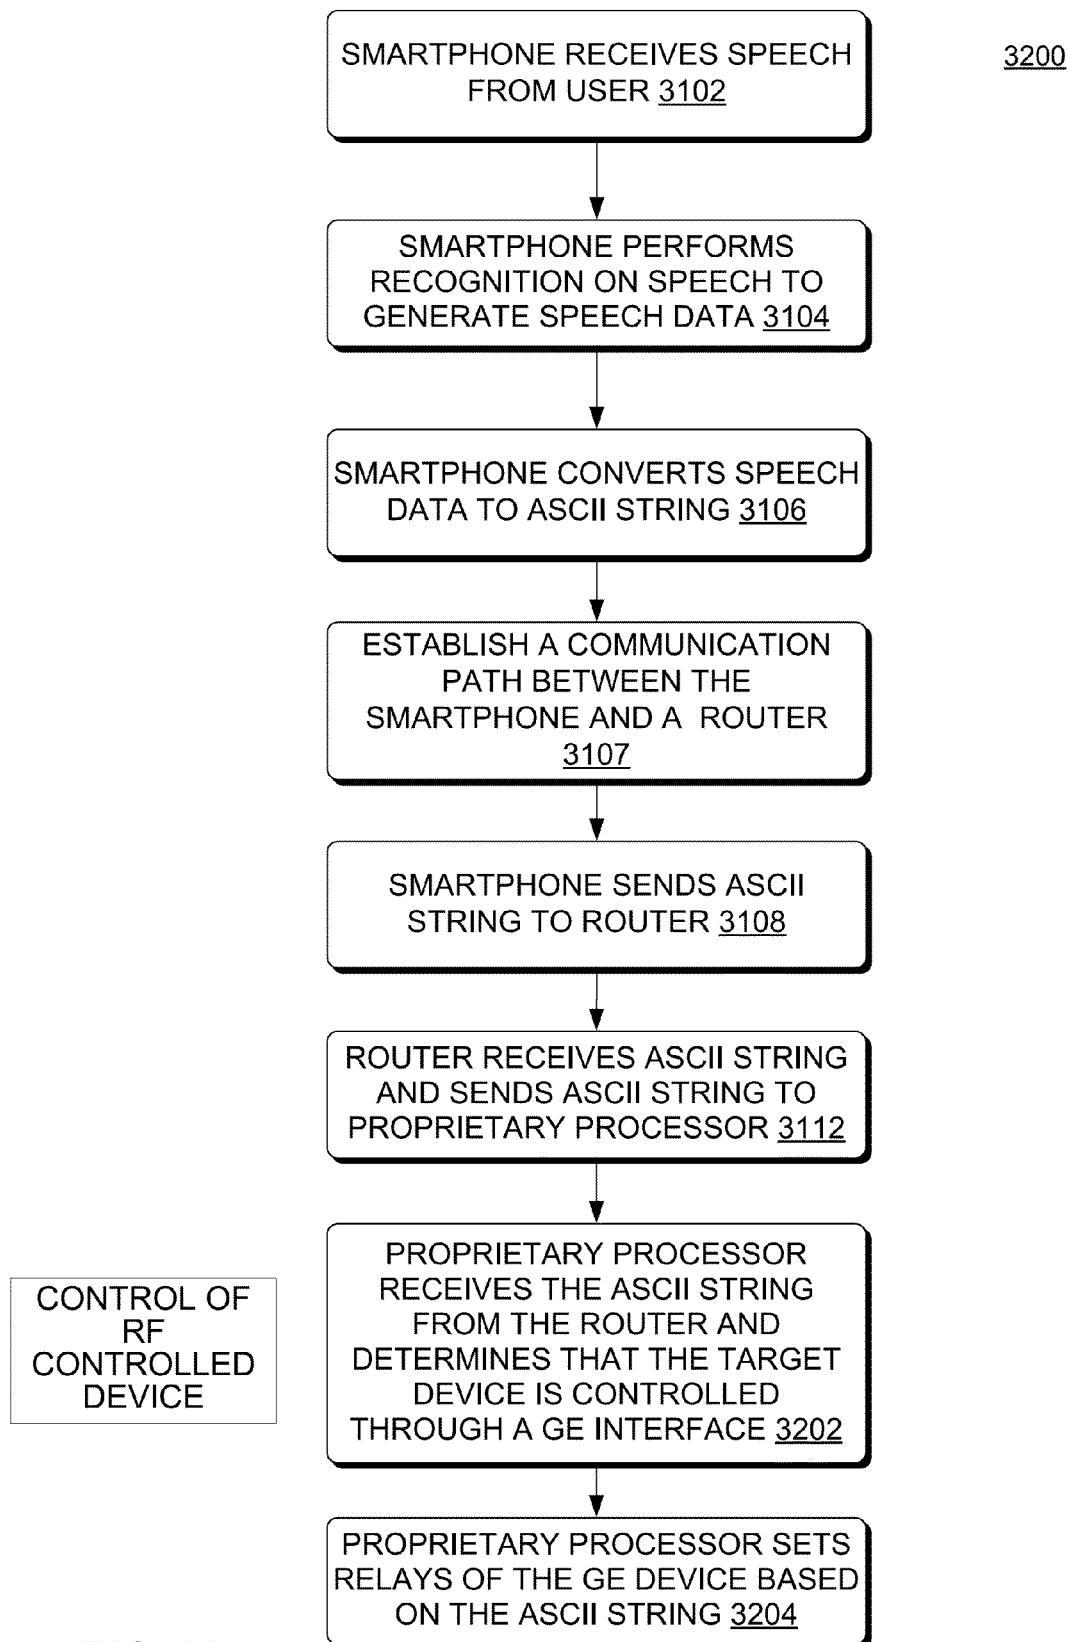 SMARTPHONE RECEIVES SPEECH
FROM USER 3102
3200
SMARTPHONE PERFORMS
RECOGNITION ON SPEECH TO
GENERATE SPEECH DATA 3104
SMARTPHONE CONVERTS SPEECH
DATA TO ASCII STRING 3106
ESTABLISH A COMMUNICATION
PATH BETWEEN THE
SMARTPHONE AND A ROUTER
3107
SMARTPHONE SENDS ASCII
STRING TO ROUTER 3108
ROUTER RECEIVES ASCII STRING
AND SENDS ASCII STRING TO
PROPRIETARY PROCESSOR 3112
PROPRIETARY PROCESSOR
RECEIVES THE ASCII STRING
FROM THE ROUTER AND
DETERMINES THAT THE TARGET
DEVICE IS CONTROLLED
THROUGH A GE INTERFACE 3202
CONTROL OF
RF
CONTROLLED
DEVICE
PROPRIETARY PROCESSOR SETS
RELAYS OF THE GE DEVICE BASED
ON THE ASCII STRING 3204